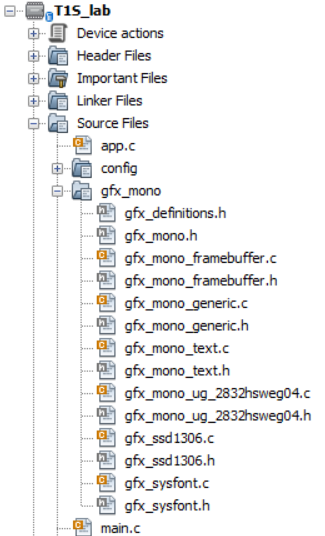 T1S_lab
Device actions
Header Files
Important Files
Linker Files
Source Files
app.c
config
gfx_mono
gfx_definitions.h
gfx_mono.h
gfx_mono_framebuffer.c
gfx_mono_framebuffer.h
gfx_mono_generic.c
gfx_mono_generic.h
gfx_mono_text.c
gfx_mono_text.h
gfx_mono_ug_2832hsweg04.c
gfx_mono_ug_2832hsweg04.h
gfx_ssd1306.c
gfx_ssd1306.h
gfx_sysfont.c
gfx_sysfont.h
main.c